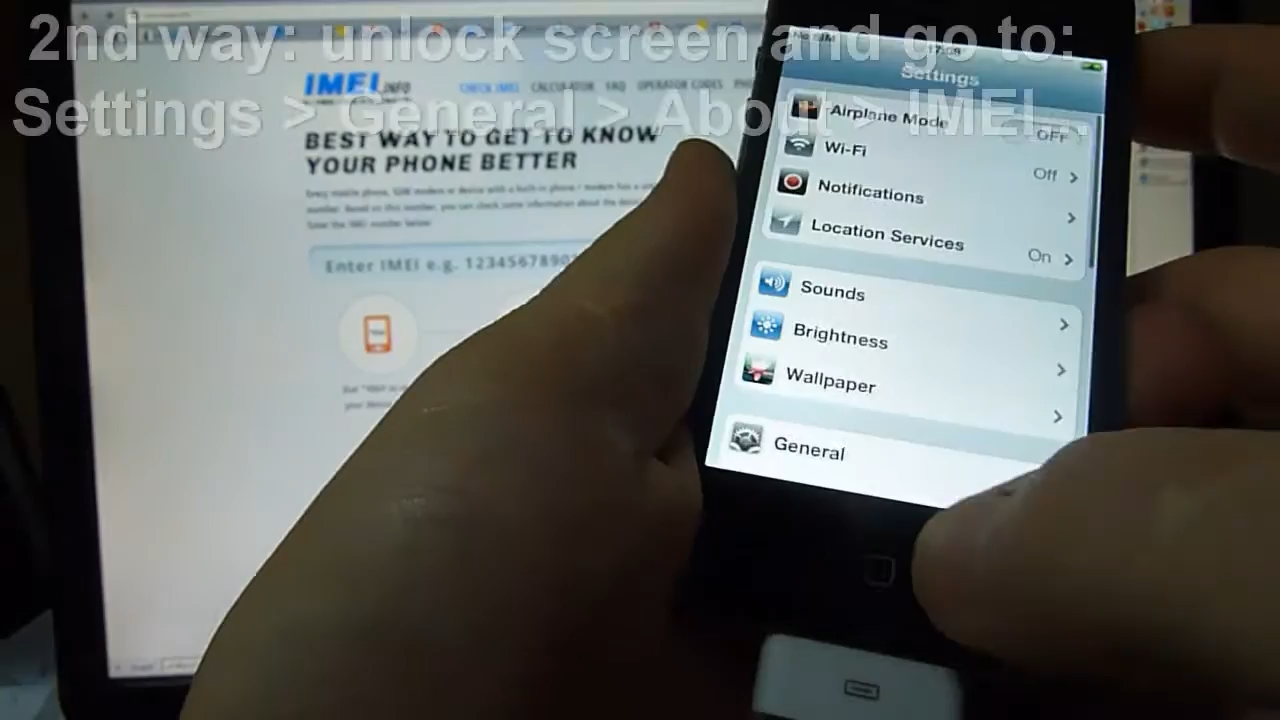 2nd way: unlock screen and go to:
Settings > General > About > IMEI...
IMEI.INFO
CHECK IMEI CALCULATOR FAQ OPERATOR CODES
BEST WAY TO GET TO KNOW
YOUR PHONE BETTER
Enter IMEI e.g. 1234567890
Settings
Airplane Mode OFF
Wi-Fi Off
Notifications
Location Services On
Sounds
Brightness
Wallpaper
General